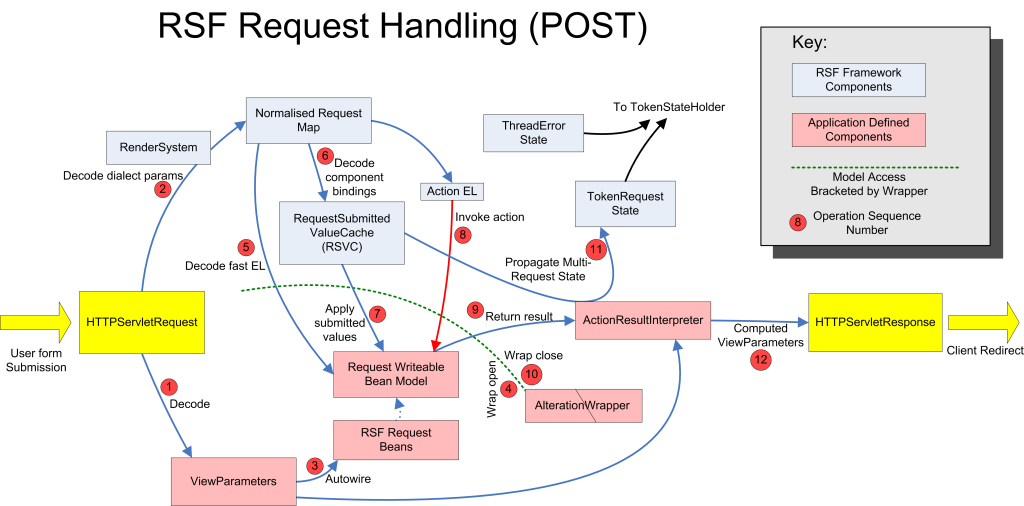 RSF Request Handling (POST)
Key:
RSF Framework
Components
Application Defined
Components
Model Access
Bracketed by Wrapper
8
Operation Sequence
Number
To TokenStateHolder
ThreadError
State
Normalised Request
Map
RenderSystem
Decode dialect params
2
6
Decode
component
bindings
Action EL
TokenRequest
State
RequestSubmitted
ValueCache
(RSVC)
Invoke action
8
5
Decode fast EL
11
Propagate Multi-
Request State
HTTPServletRequest
User form
Submission
7
Apply
submitted
values
9
Return result
ActionResultInterpreter
Computed
ViewParameters
12
HTTPServletResponse
Client Redirect
Request Writeable
Bean Model
Wrap close
10
Wrap open
4
AlterationWrapper
1
Decode
RSF Request
Beans
ViewParameters
3
Autowire